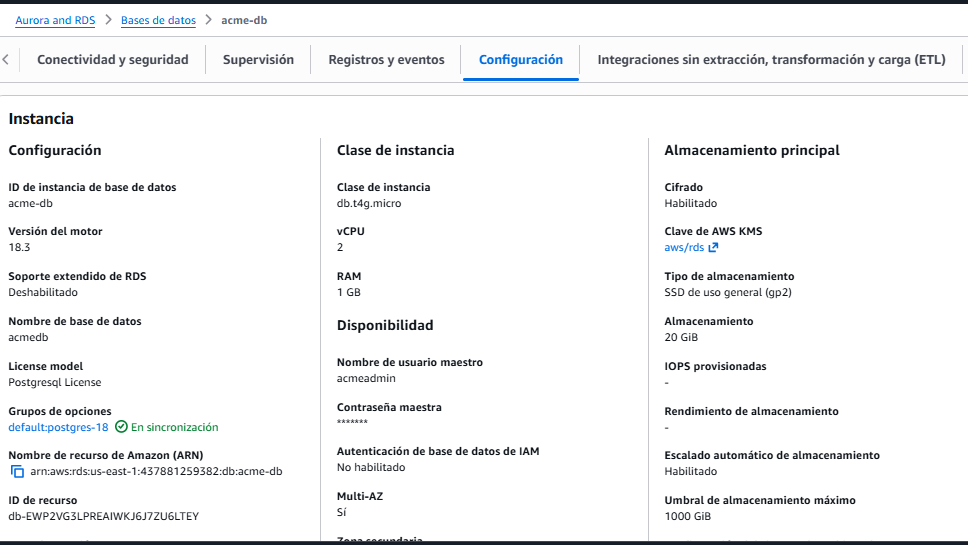 Aurora and RDS > Bases de datos > acme-db
Conectividad y seguridad
Supervisión
Registros y eventos
Configuración
Integraciones sin extracción, transformación y carga (ETL)
Instancia
Configuración
ID de instancia de base de datos
acme-db
Versión del motor
18.3
Soporte extendido de RDS
Deshabilitado
Nombre de base de datos
acmedb
License model
Postgresql License
Grupos de opciones
default:postgres-18 En sincronización
Nombre de recurso de Amazon (ARN)
arn:aws:rds:us-east-1:437881259382:db:acme-db
ID de recurso
db-EWP2VG3LPREAIWKJ6J7ZU6LTEY
Clase de instancia
Clase de instancia
db.t4g.micro
vCPU
2
RAM
1 GB
Disponibilidad
Nombre de usuario maestro
acmeadmin
Contraseña maestra
*******
Autenticación de base de datos de IAM
No habilitado
Multi-AZ
Sí
Zona secundaria
Almacenamiento principal
Cifrado
Habilitado
Clave de AWS KMS
aws/rds
Tipo de almacenamiento
SSD de uso general (gp2)
Almacenamiento
20 GiB
IOPS provisionadas
-
Rendimiento de almacenamiento
-
Escalado automático de almacenamiento
Habilitado
Umbral de almacenamiento máximo
1000 GiB